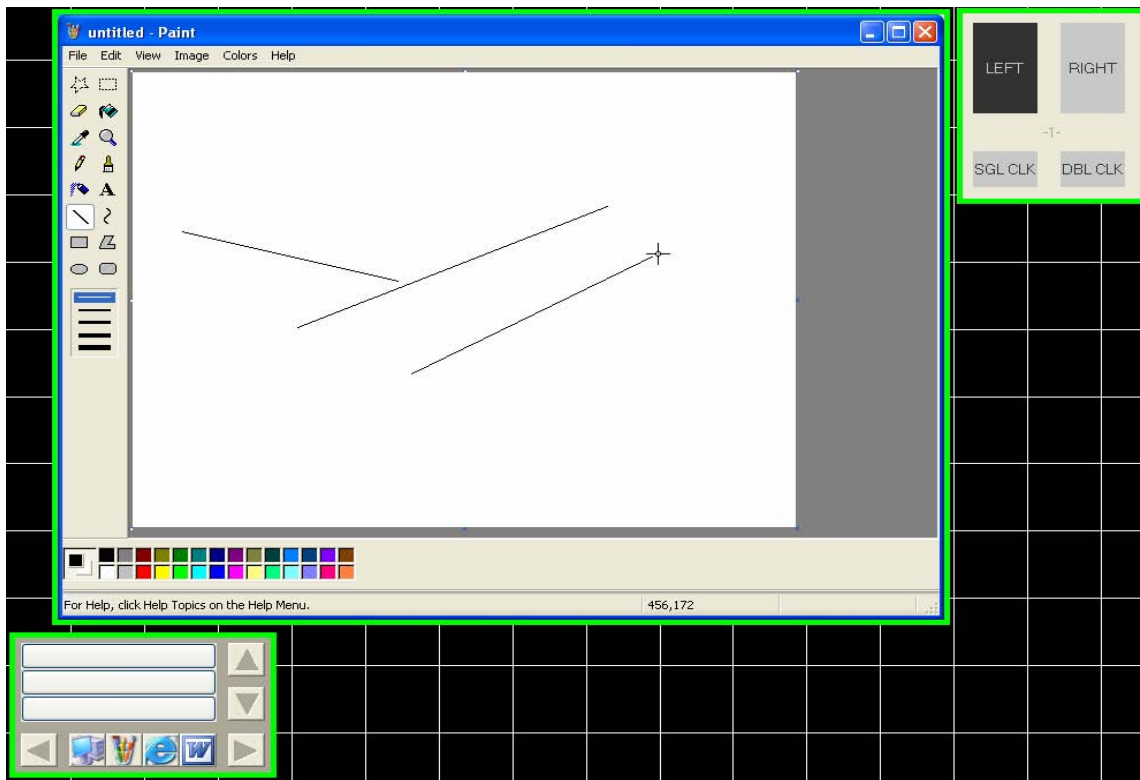 untitled - Paint
File Edit View Image Colors Help
A
For Help, click Help Topics on the Help Menu.
456,172
LEFT RIGHT
-1-
SGL CLK DBL CLK
W